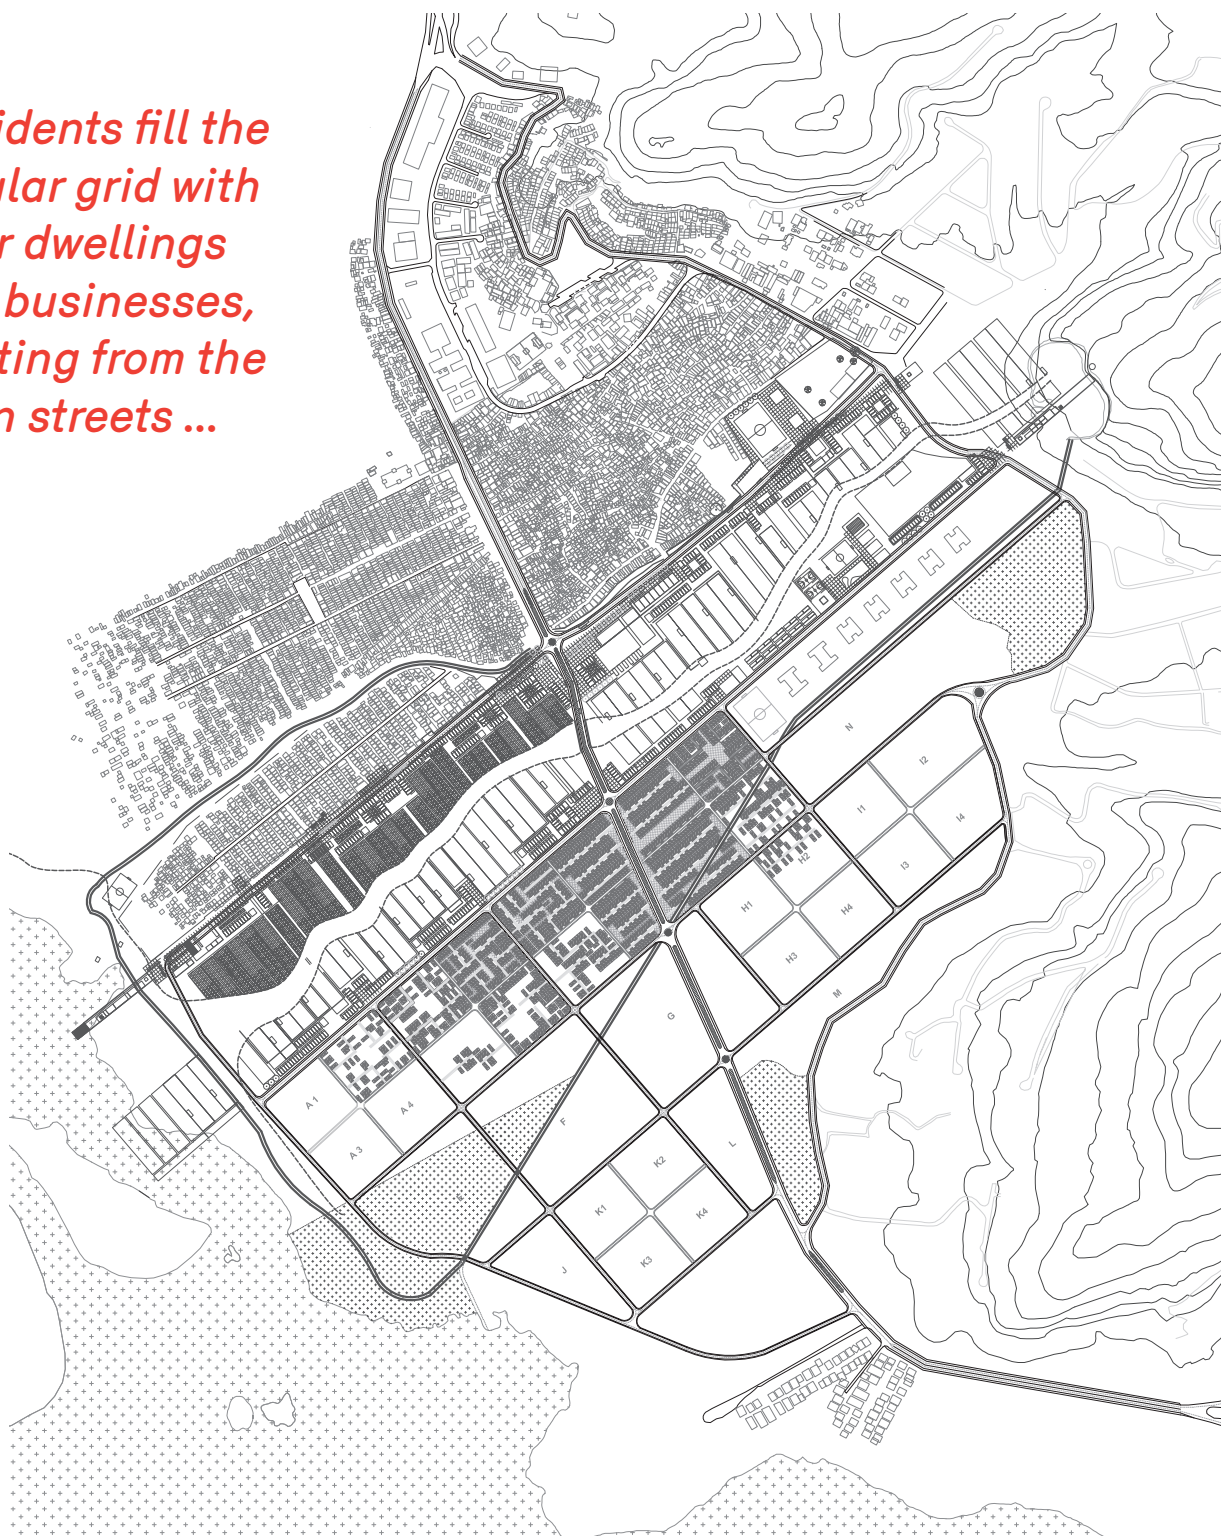 idents fill the
ular grid with
r dwellings
businesses,
ting from the
n streets ...
N
I2
I1
I4
I3
H2
H1
H4
H3
M
G
A 1
A 4
A 3
F
E
L
K2
K1
K4
K3
J